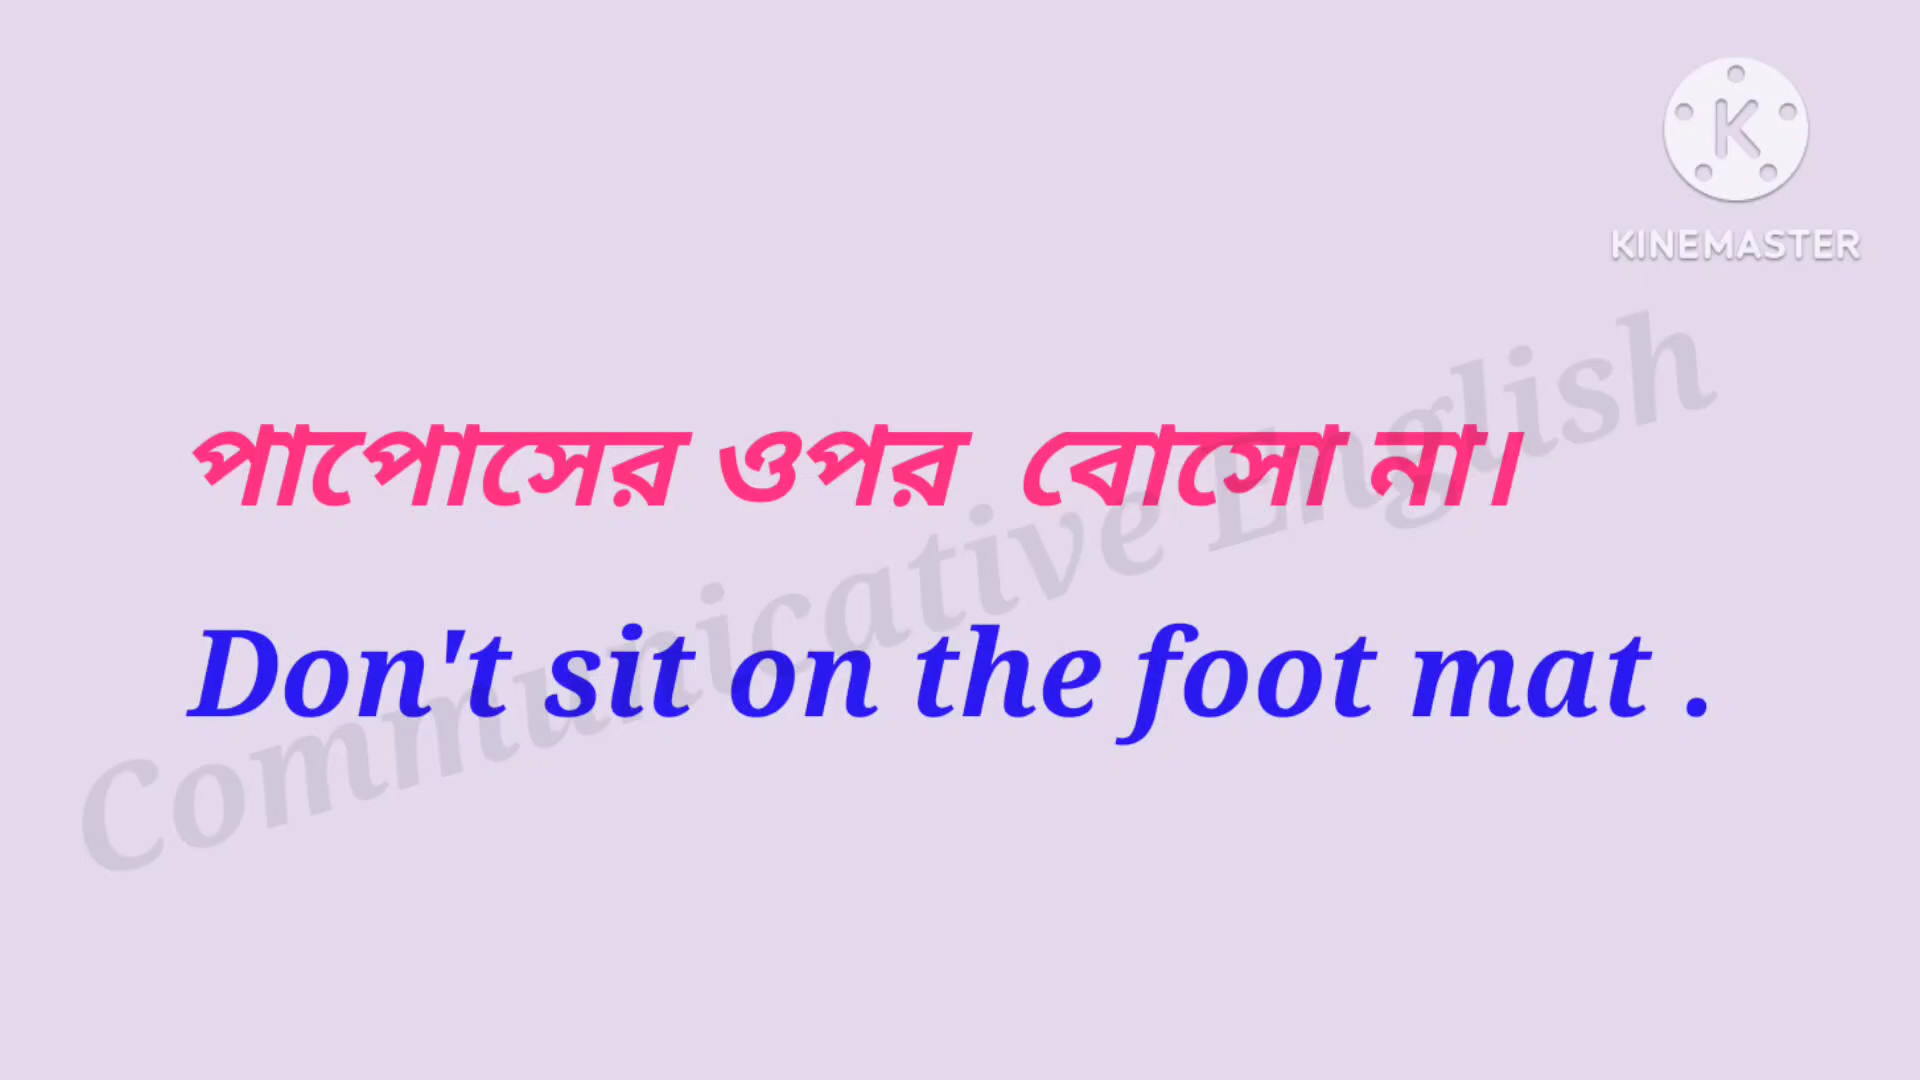 K
KINEMASTER
পাপোসের ওপর বোসো না।
Don't sit on the foot mat .
Communicative English